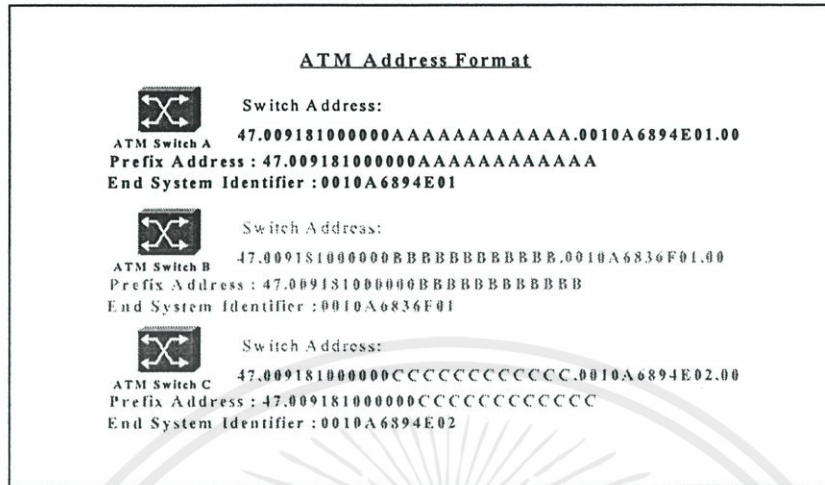 ATM Address Format
Switch Address:
ATM Switch A
47.009181000000AAAAAAAAAAAA.0010A6894E01.00
Prefix Address : 47.009181000000AAAAAAAAAAAA
End System Identifier :0010A6894E01
Switch Address:
ATM Switch B
47.009181000000BBBBBBBBBBBB.0010A6836F01.00
Prefix Address : 47.009181000000BBBBBBBBBBBB
End System Identifier :0010A6836F01
Switch Address:
ATM Switch C
47.009181000000CCCCCCCCCCCC.0010A6894E02.00
Prefix Address : 47.009181000000CCCCCCCCCCCC
End System Identifier :0010A6894E02